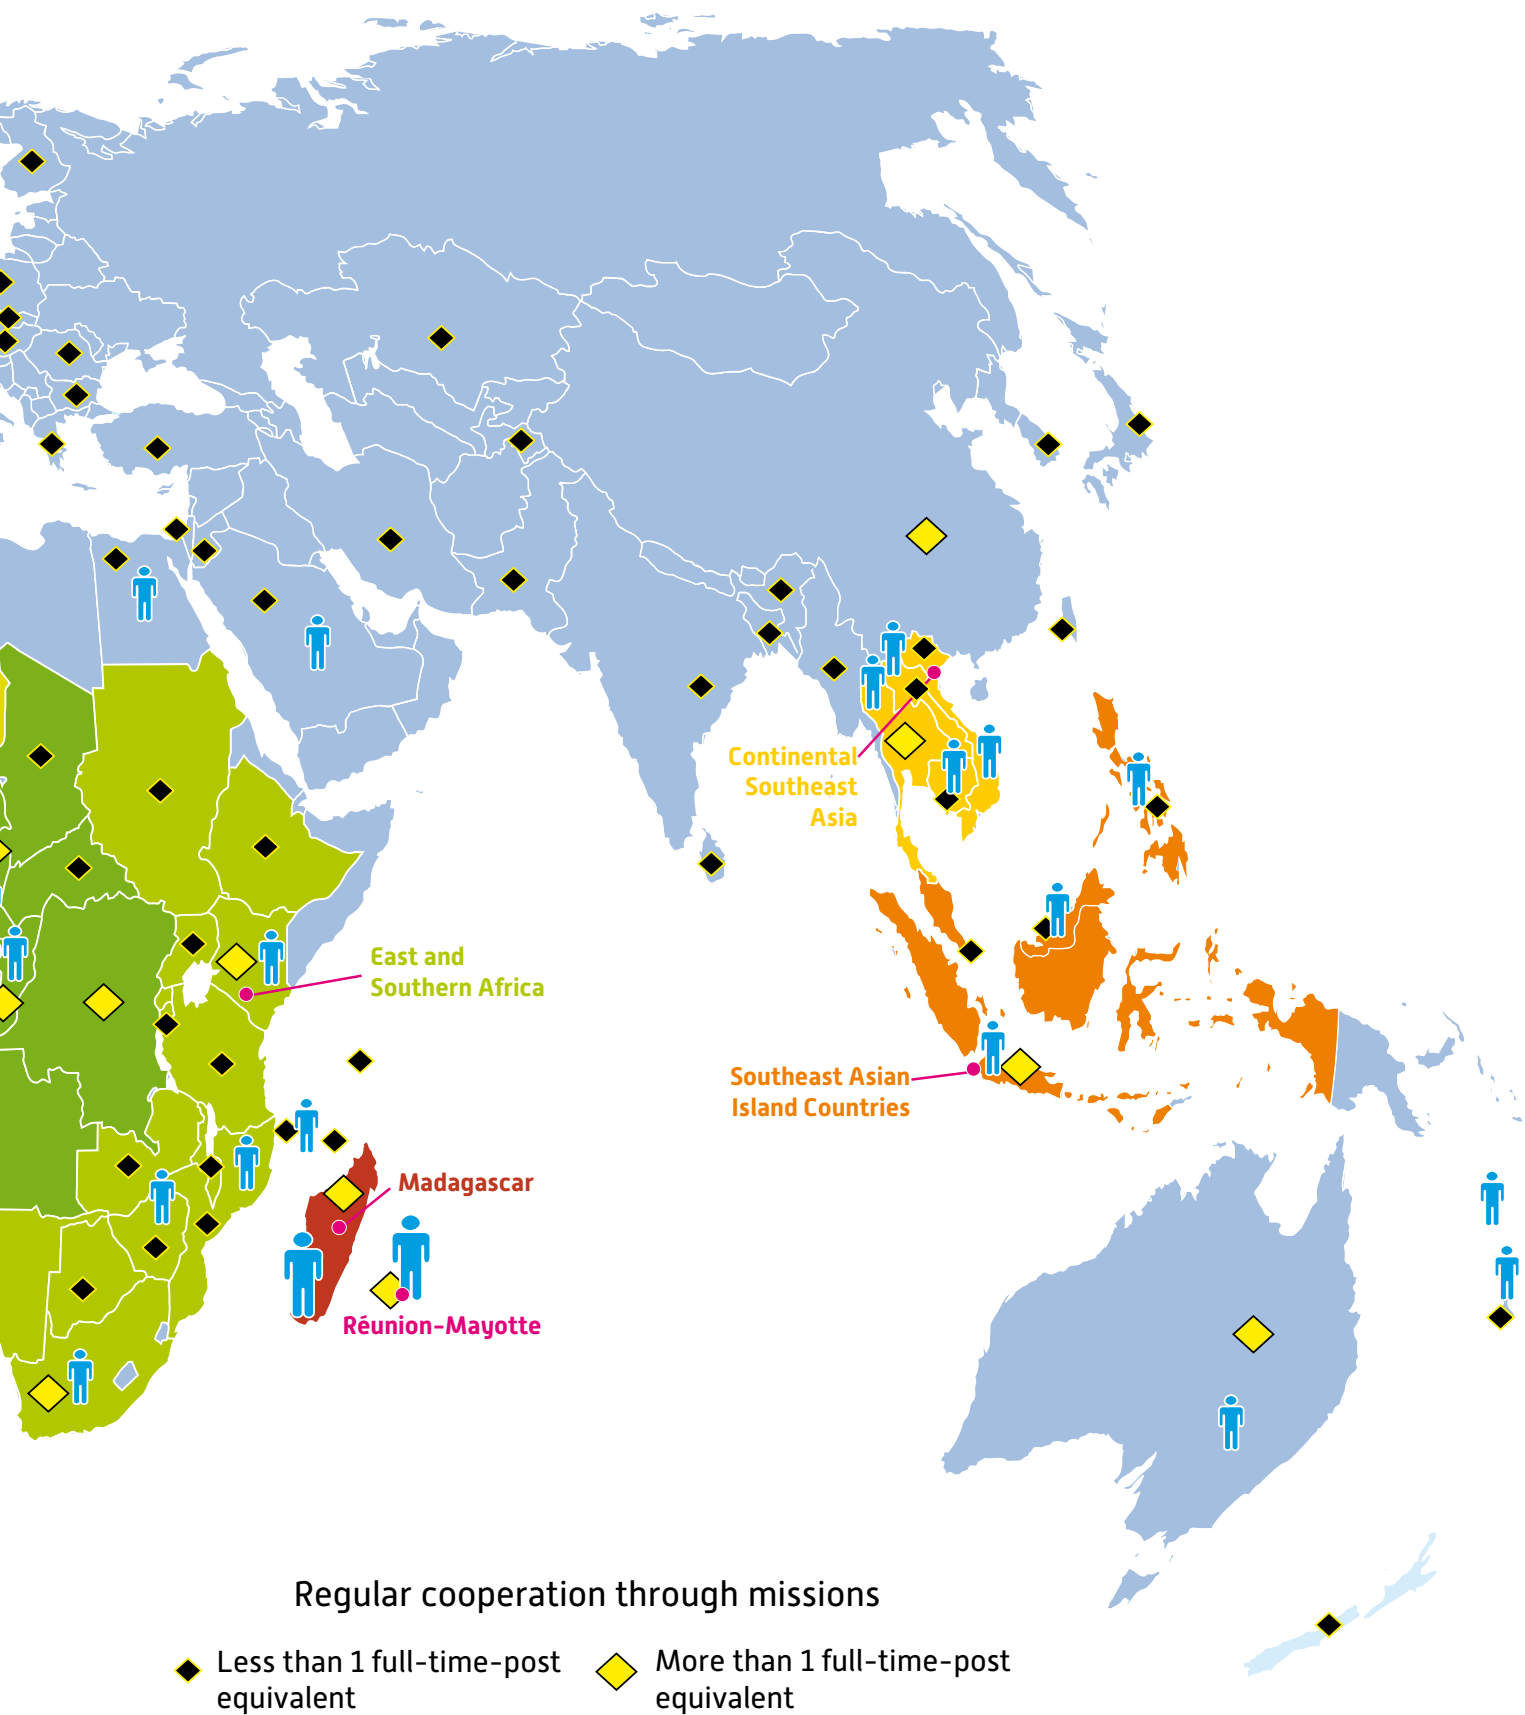 Continental
Southeast
Asia
East and
Southern Africa
Southeast Asian
Island Countries
Madagascar
Réunion-Mayotte
Regular cooperation through missions
Less than 1 full-time-post
equivalent
More than 1 full-time-post
equivalent